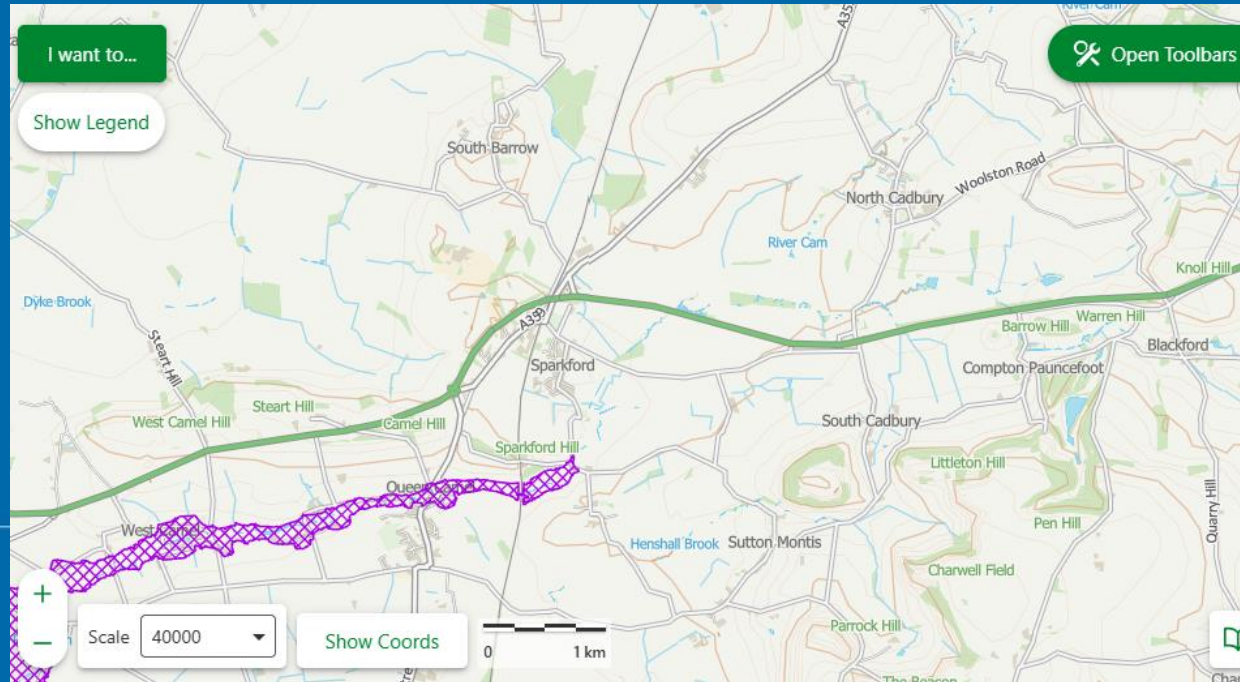 River Cam
I want to...
Open Toolbars
Show Legend
A35
South Barrow
Woolston Road
North Cadbury
River Cam
Knoll Hill
Dyke Brook
A359
Warren Hill
Barrow Hill
Blackford
Steart Hill
Sparkford
Compton Pauncefoot
Steart Hill
West Camel Hill
Camel Hill
South Cadbury
Sparkford Hill
Littleton Hill
Queen Camel
Quarry Hill
Pen Hill
West Camel
Henshall Brook
Sutton Montis
Charwell Field
+
−
Scale
40000
Show Coords
0
1 km
Parrock Hill
The Beacon